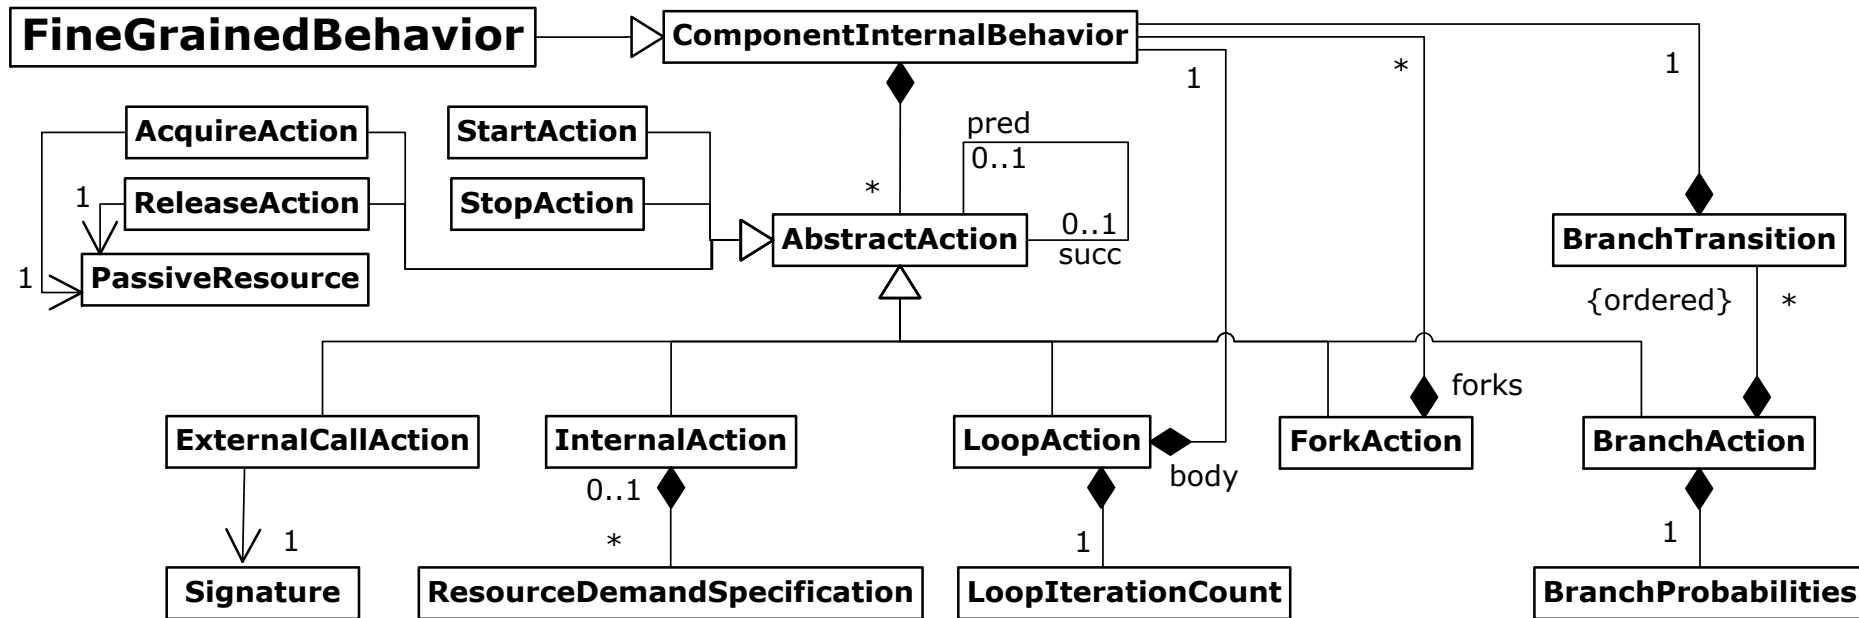 FineGrainedBehavior
ComponentInternalBehavior
1
*
1
AcquireAction
StartAction
pred
0..1
1
ReleaseAction
StopAction
*
0..1
succ
AbstractAction
BranchTransition
1
PassiveResource
{ordered}
*
forks
ExternalCallAction
InternalAction
LoopAction
ForkAction
BranchAction
body
0..1
1
*
1
1
Signature
ResourceDemandSpecification
LoopIterationCount
BranchProbabilities